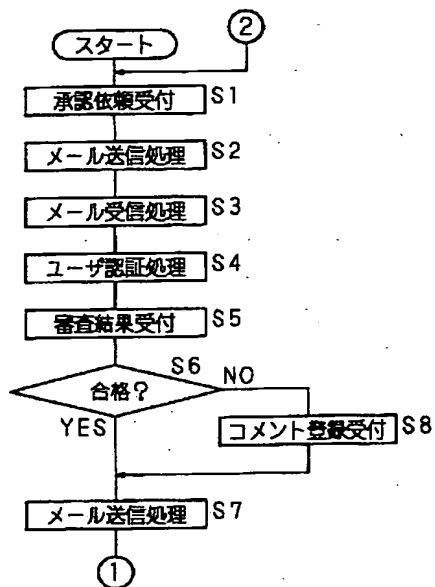 ②
スタート
承認依頼受付 S1
メール送信処理 S2
メール受信処理 S3
ユーザ認証処理 S4
審査結果受付 S5
S6
合格? NO
YES
コメント登録受付 S8
メール送信処理 S7
①